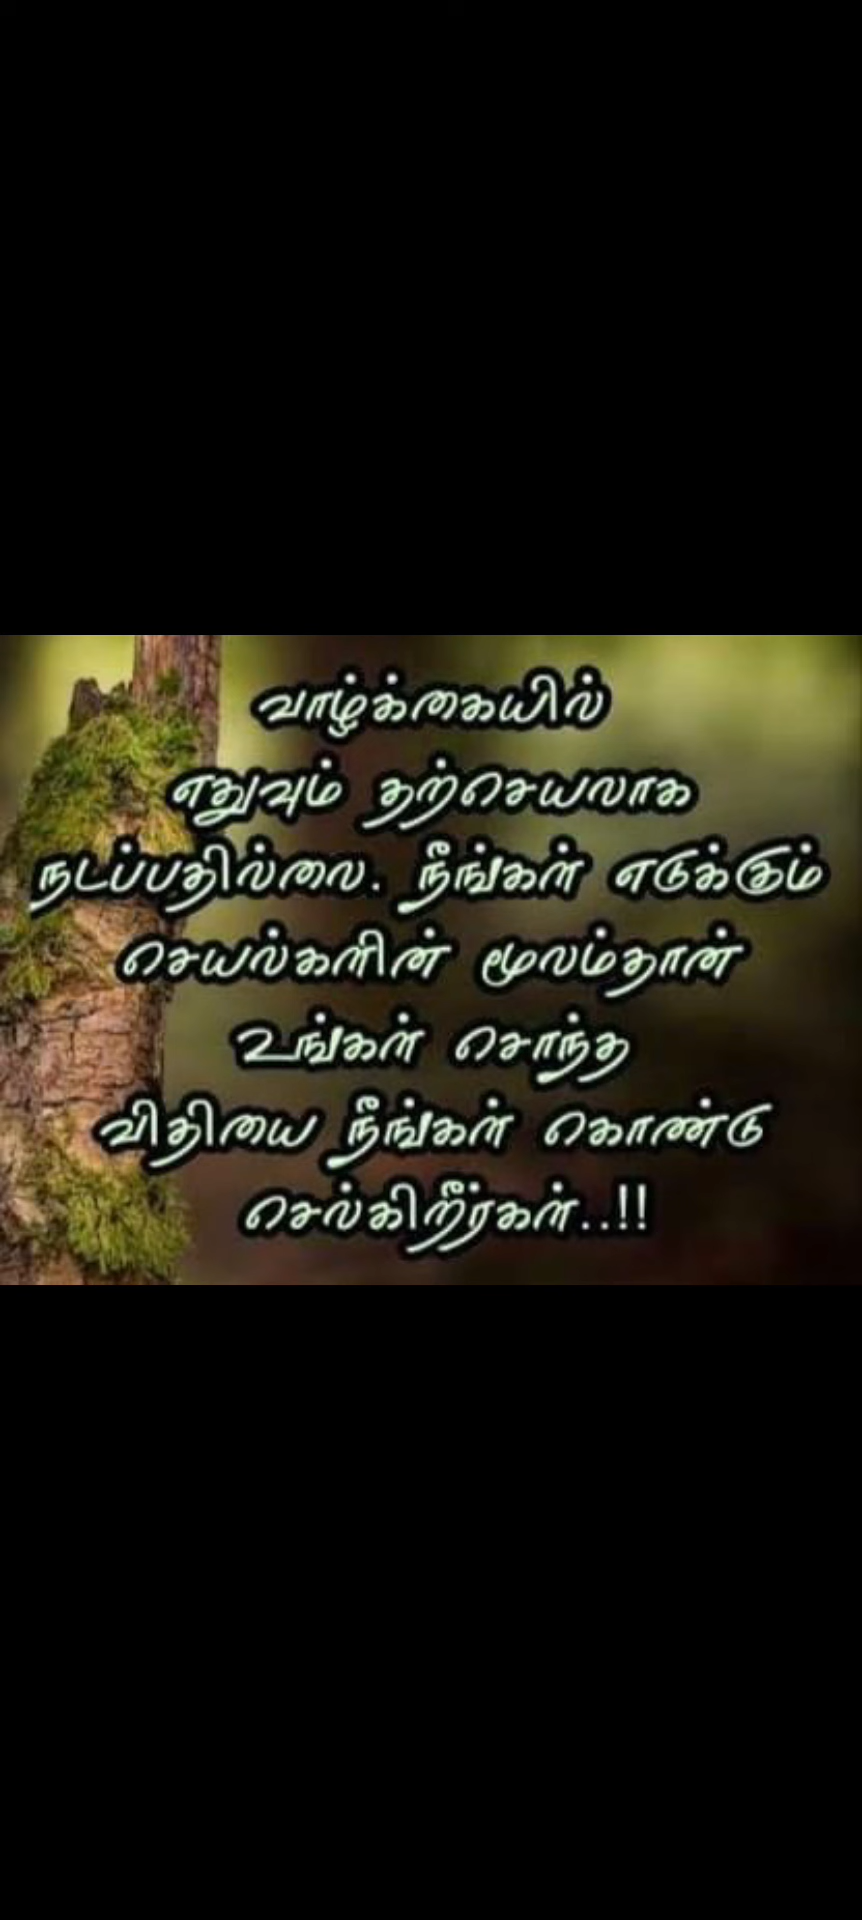 வாழ்க்கையில்
எதுவும் தற்செயலாக
நடப்பதில்லை. நீங்கள் எடுக்கும்
செயல்களின் மூலம்தான்
உங்கள் சொந்த
விதியை நீங்கள் கொண்டு
செல்கிறீர்கள்..!!